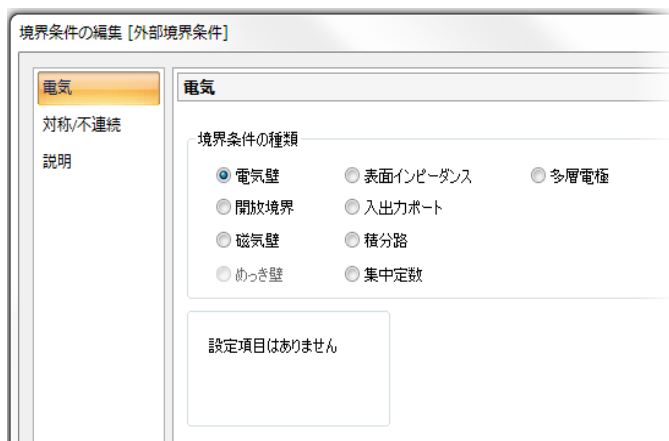 境界条件の編集 [外部境界条件]
電気
対称/不連続
説明
電気
境界条件の種類
電気壁 表面インピーダンス 多層電極
開放境界 入出力ポート
磁気壁 積分路
めっき壁 集中定数
設定項目はありません